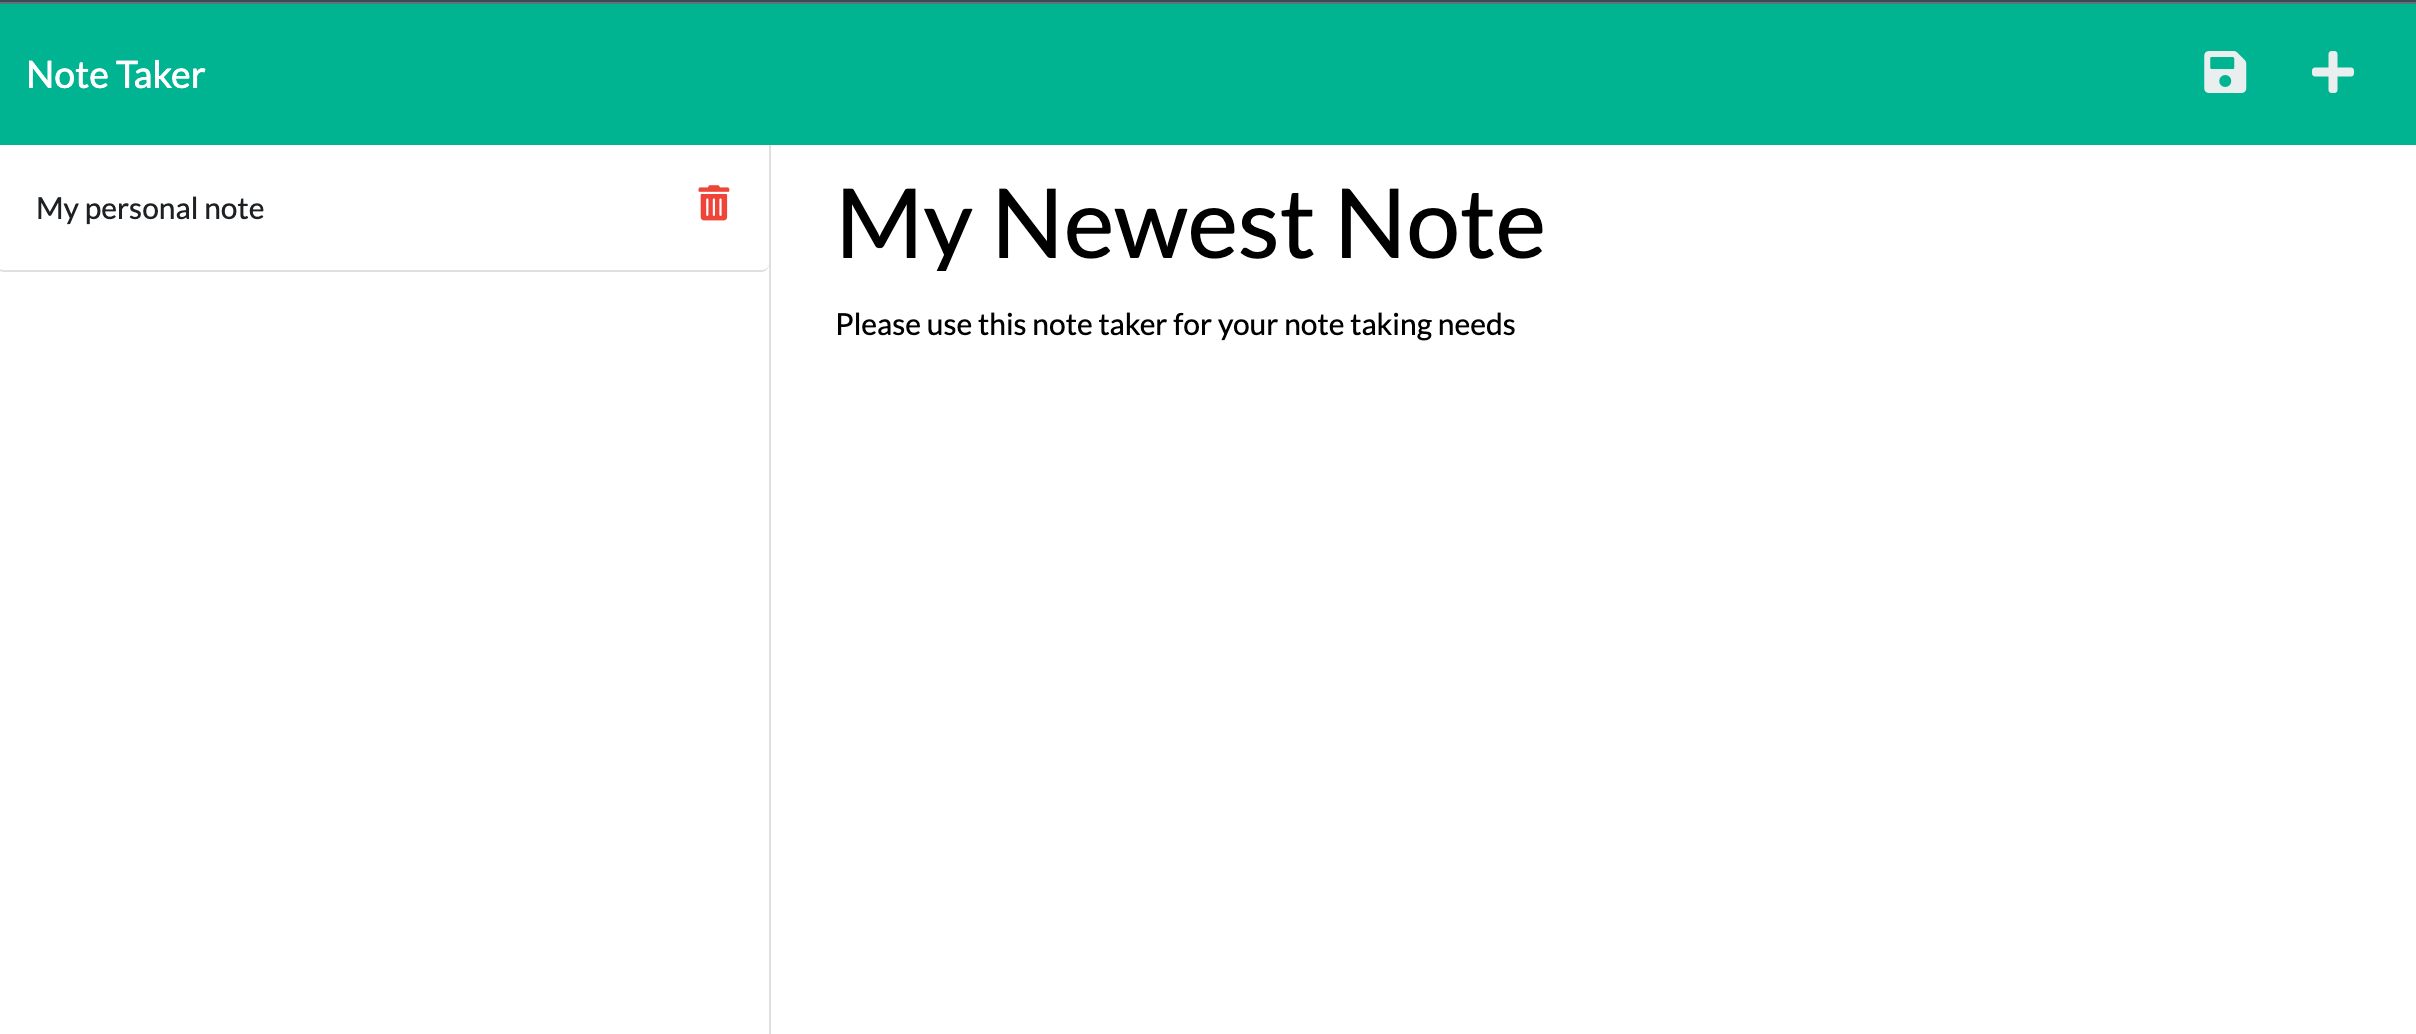 Note Taker
My personal note
My Newest Note
Please use this note taker for your note taking needs